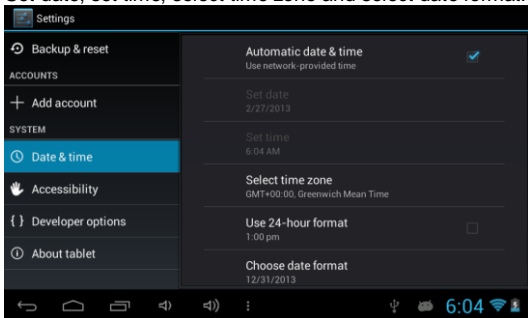 Set date, set time, select time zone and select date format.
Settings
Backup & reset
ACCOUNTS
Add account
SYSTEM
Date & time
Accessibility
{ } Developer options
About tablet
Automatic date & time
Use network-provided time
Set date
2/27/2013
Set time
6:04 AM
Select time zone
GMT+00:00, Greenwich Mean Time
Use 24-hour format
1:00 pm
Choose date format
12/31/2013
6:04